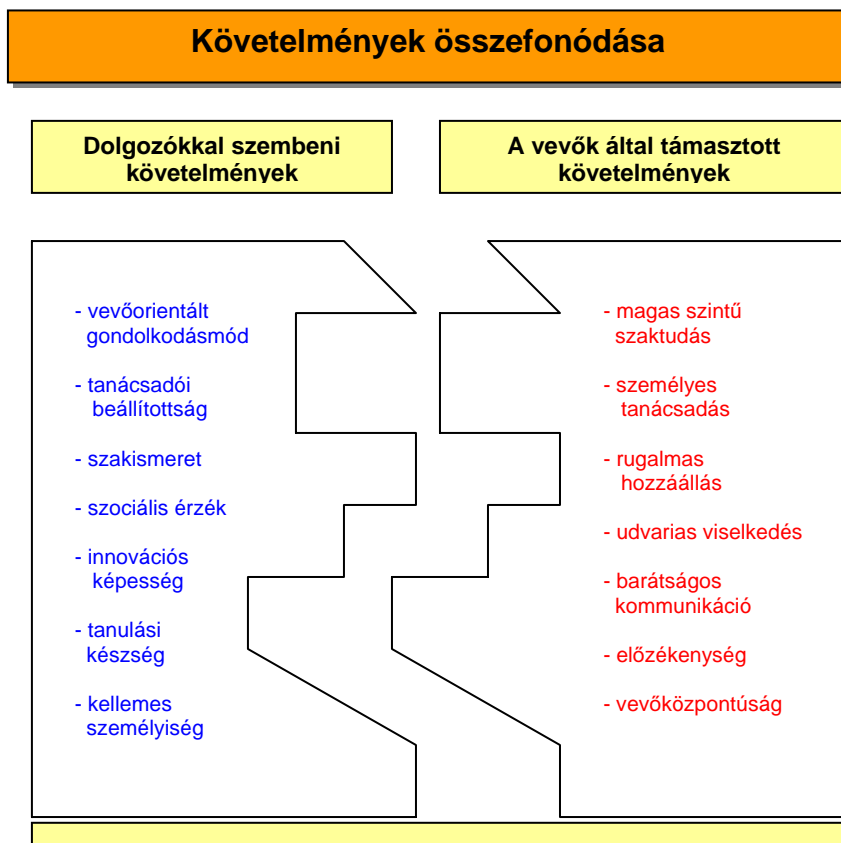 Követelmények összefonódása
Dolgozókkal szembeni
követelmények
A vevők által támasztott
követelmények
- vevőorientált
gondolkodásmód
- tanácsadói
beállítottság
- szakismeret
- szociális érzék
- innovációs
képesség
- tanulási
készség
- kellemes
személyiség
- magas szintű
szaktudás
- személyes
tanácsadás
- rugalmas
hozzáállás
- udvarias viselkedés
- barátságos
kommunikáció
- előzékenység
- vevőközpontúság